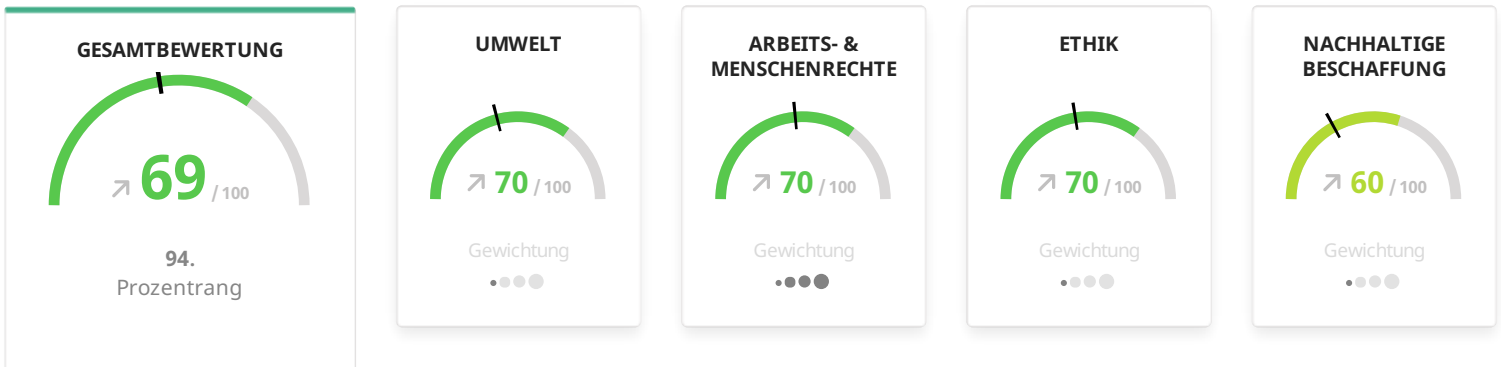 GESAMTBEWERTUNG
69 / 100
94.
Prozentrang
UMWELT
70 / 100
Gewichtung
ARBEITS- &
MENSCHENRECHTE
70 / 100
Gewichtung
ETHIK
70 / 100
Gewichtung
NACHHALTIGE
BESCHAFFUNG
60 / 100
Gewichtung